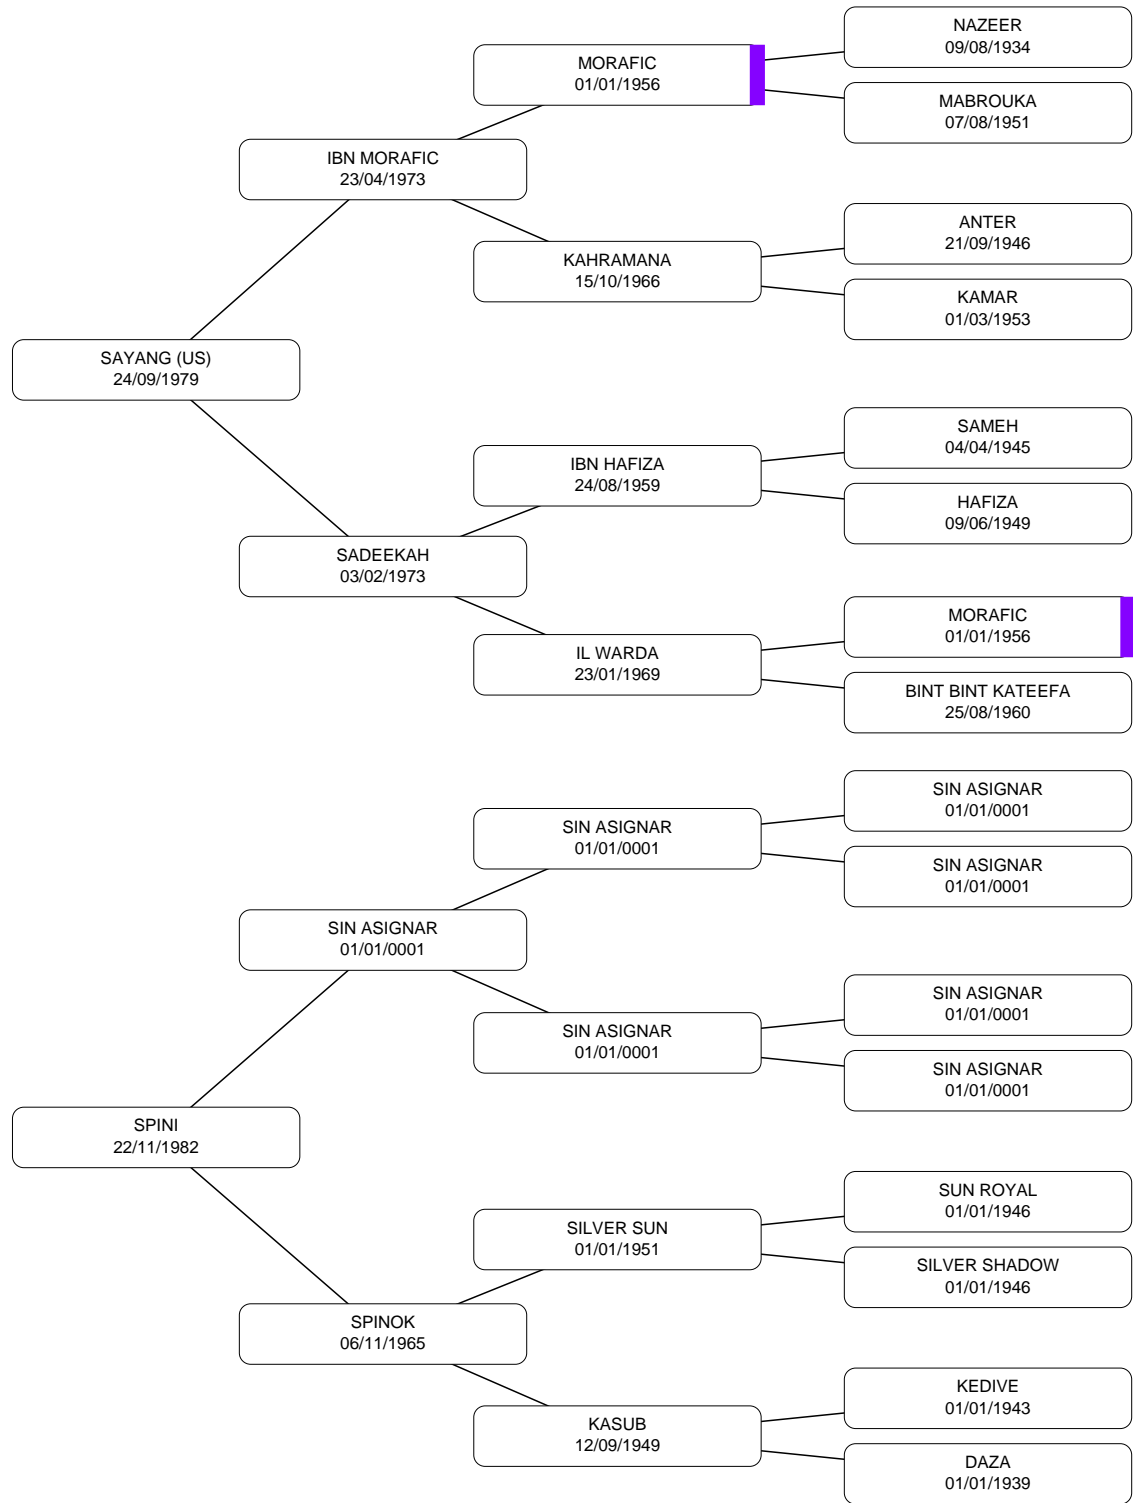 NAZEER
09/08/1934
MORAFIC
01/01/1956
MABROUKA
07/08/1951
IBN MORAFIC
23/04/1973
ANTER
21/09/1946
KAHRAMANA
15/10/1966
KAMAR
01/03/1953
SAYANG (US)
24/09/1979
SAMEH
04/04/1945
IBN HAFIZA
24/08/1959
HAFIZA
09/06/1949
SADEEKAH
03/02/1973
MORAFIC
01/01/1956
IL WARDA
23/01/1969
BINT BINT KATEEFA
25/08/1960
SIN ASIGNAR
01/01/0001
SIN ASIGNAR
01/01/0001
SIN ASIGNAR
01/01/0001
SIN ASIGNAR
01/01/0001
SIN ASIGNAR
01/01/0001
SIN ASIGNAR
01/01/0001
SIN ASIGNAR
01/01/0001
SPINI
22/11/1982
SUN ROYAL
01/01/1946
SILVER SUN
01/01/1951
SILVER SHADOW
01/01/1946
SPINOK
06/11/1965
KEDIVE
01/01/1943
KASUB
12/09/1949
DAZA
01/01/1939